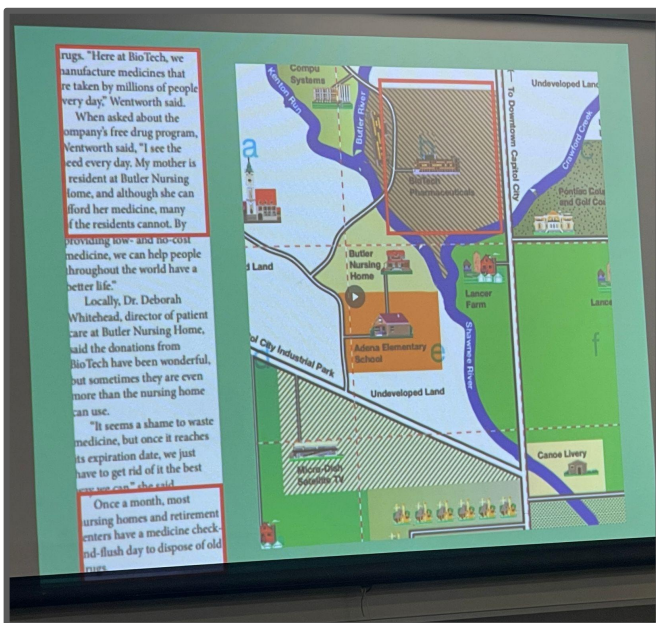 rugs. "Here at BioTech, we
manufacture medicines that
re taken by millions of people
very day," Wentworth said.
When asked about the
ompany's free drug program,
Wentworth said, "I see the
eed every day. My mother is
resident at Butler Nursing
Home, and although she can
fford her medicine, many
f the residents cannot. By
providing low- and no-cost
medicine, we can help people
throughout the world have a
better life."
Locally, Dr. Deborah
Whitehead, director of patient
care at Butler Nursing Home,
said the donations from
BioTech have been wonderful,
but sometimes they are even
more than the nursing home
can use.
"It seems a shame to waste
medicine, but once it reaches
its expiration date, we just
have to get rid of it the best
way we can," she said.
Once a month, most
ursing homes and retirement
enters have a medicine check-
nd-flush day to dispose of old
rugs.
Compu
Systems
Kenton Run
Butler River
a
BioTech
Pharmaceuticals
To Downtown Capitol City
Undeveloped Land
Crawford Creek
c
Pontiac
and Golf
d Land
Butler
Nursing
Home
Lancer
Farm
Lance
Adena Elementary
School
e
f
d
ol City Industrial Park
Shawnee River
Undeveloped Land
Micro-Dish
Satellite TV
Canoe Livery